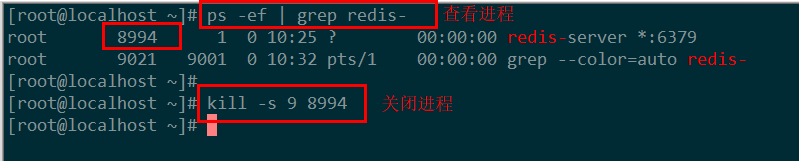 [root@localhost ~]# ps -ef | grep redis- 查看进程
root       8994      1  0 10:25 ?        00:00:00 redis-server *:6379
root       9021   9001  0 10:32 pts/1    00:00:00 grep --color=auto redis-
[root@localhost ~]#
[root@localhost ~]# kill -s 9 8994 关闭进程
[root@localhost ~]#